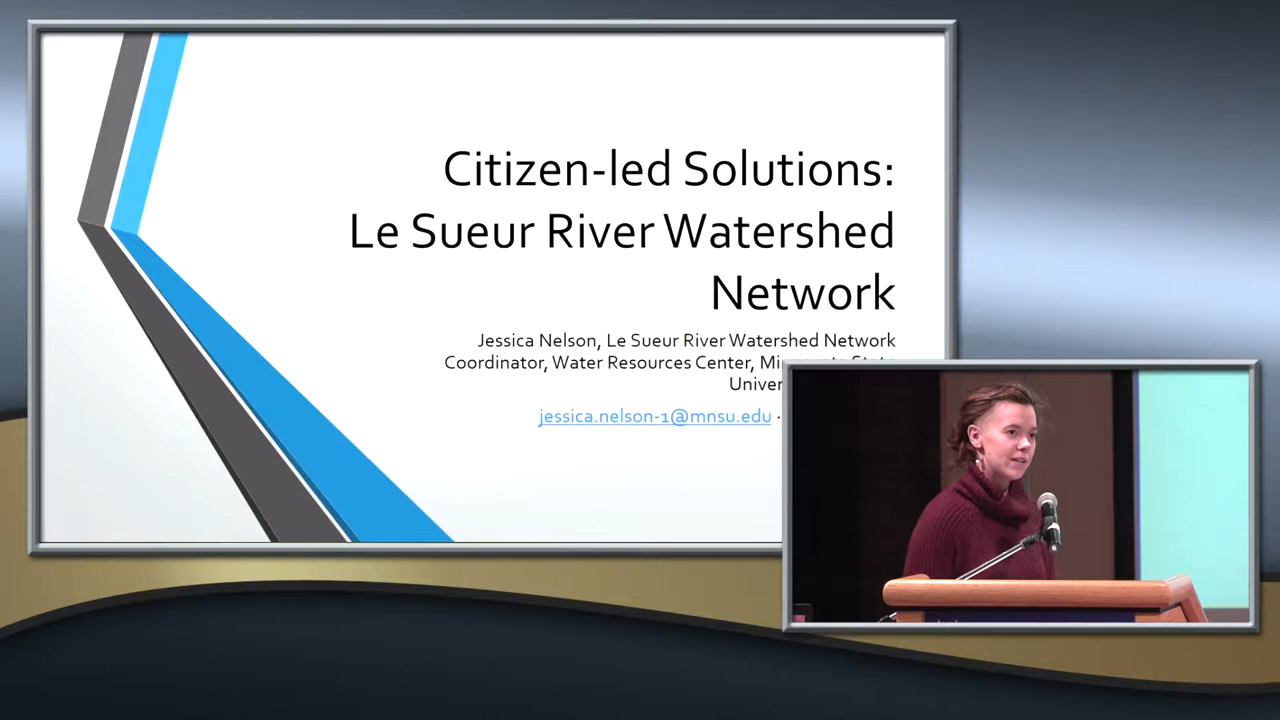 Citizen-led Solutions:
Le Sueur River Watershed
Network
Jessica Nelson, Le Sueur River Watershed Network
Coordinator, Water Resources Center, State
jessica.nelson-1@mnsu.edu ·